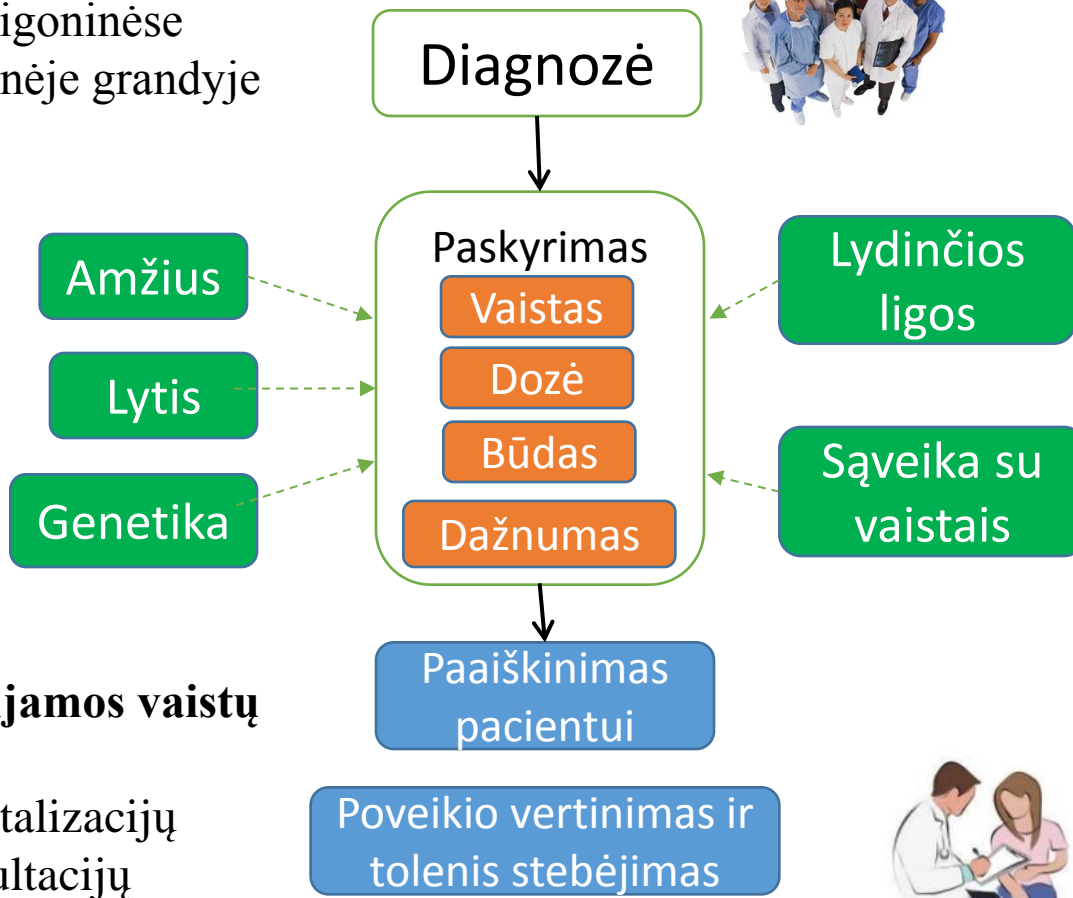 igoninėse
nėje grandyje
Diagnozė
Paskyrimas
Vaistas
Dozė
Būdas
Dažnumas
Amžius
Lytis
Genetika
Lydinčios
ligos
Sąveika su
vaistais
Paaiškinimas
pacientui
jamos vaistų
talizacijų
ultacijų
Poveikio vertinimas ir
tolenis stebėjimas